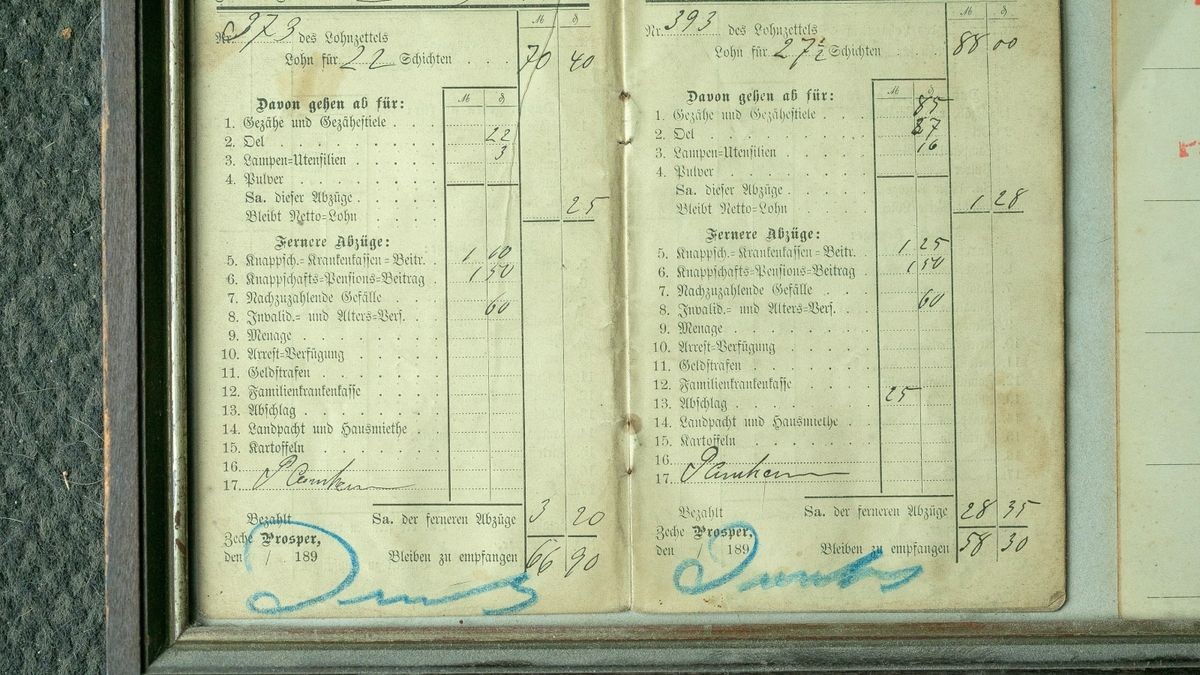 ℳ ₰
Nr. 373 des Lohnzettels
Lohn für 22 Schichten . . . 70 40
ℳ ₰
Davon gehen ab für:
1. Gezähe und Gezähestiele . .
2. Oel . . . . . . . 22
3. Lampen=Utensilien . . . . 3
4. Pulver . . . . . . .
Sa. dieser Abzüge . . . . 25
Bleibt Netto=Lohn . . . .
Fernere Abzüge:
5. Knappsch.=Krankenkassen=Beitr. . 1 10
6. Knappschafts=Pensions=Beitrag 1 50
7. Nachzuzahlende Gefälle . . .
8. Invalid.= und Alters=Vers. . . 60
9. Menage . . . . . .
10. Arrest=Verfügung . . . .
11. Geldstrafen . . . . .
12. Familienkrankenkasse . . .
13. Abschlag . . . . . .
14. Landpacht und Hausmiethe . .
15. Kartoffeln . . . . . .
16.
17.
Bezahlt Sa. der ferneren Abzüge 3 20
Zeche Prosper,
den / 189 Bleiben zu empfangen 66 90
ℳ ₰
Nr. 393 des Lohnzettels
Lohn für 27½ Schichten . . . 88 00
ℳ ₰
Davon gehen ab für:
1. Gezähe und Gezähestiele . . 85
2. Oel . . . . . . . 27
3. Lampen=Utensilien . . . . 16
4. Pulver . . . . . . .
Sa. dieser Abzüge . . . .
Bleibt Netto=Lohn . . . . 1 28
Fernere Abzüge:
5. Knappsch.=Krankenkassen=Beitr. . 1 25
6. Knappschafts=Pensions=Beitrag 1 50
7. Nachzuzahlende Gefälle . . .
8. Invalid.= und Alters=Vers. . . 60
9. Menage . . . . . .
10. Arrest=Verfügung . . . .
11. Geldstrafen . . . . .
12. Familienkrankenkasse . . .
13. Abschlag . . . . . . 25
14. Landpacht und Hausmiethe . .
15. Kartoffeln . . . . . .
16.
17.
Bezahlt Sa. der ferneren Abzüge 28 35
Zeche Prosper,
den / 189 Bleiben zu empfangen 58 30